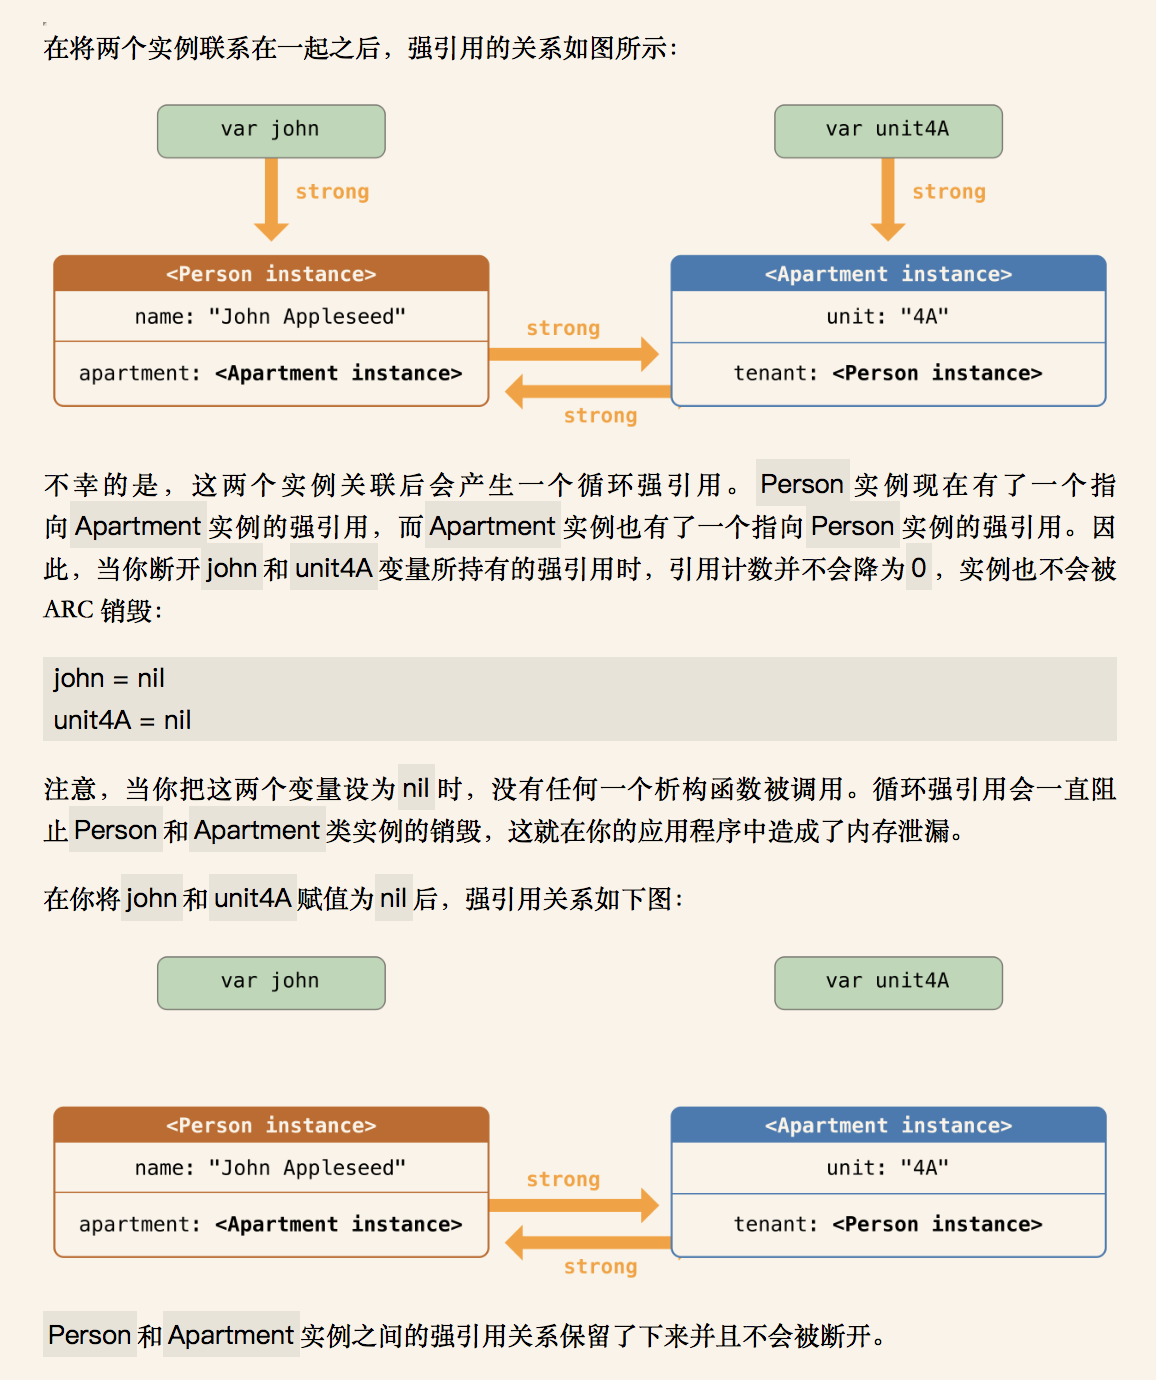 在将两个实例联系在一起之后，强引用的关系如图所示：
var john
var unit4A
strong
strong
<Person instance>
<Apartment instance>
name: "John Appleseed"
unit: "4A"
strong
apartment: <Apartment instance>
tenant: <Person instance>
strong
不幸的是，这两个实例关联后会产生一个循环强引用。Person 实例现在有了一个指
向 Apartment 实例的强引用，而 Apartment 实例也有了一个指向 Person 实例的强引用。因
此，当你断开 john 和 unit4A 变量所持有的强引用时，引用计数并不会降为 0 ，实例也不会被
ARC 销毁：
john = nil
unit4A = nil
注意，当你把这两个变量设为 nil 时，没有任何一个析构函数被调用。循环强引用会一直阻
止 Person 和 Apartment 类实例的销毁，这就在你的应用程序中造成了内存泄漏。
在你将 john 和 unit4A 赋值为 nil 后，强引用关系如下图：
var john
var unit4A
<Person instance>
<Apartment instance>
name: "John Appleseed"
unit: "4A"
strong
apartment: <Apartment instance>
tenant: <Person instance>
strong
Person 和 Apartment 实例之间的强引用关系保留了下来并且不会被断开。